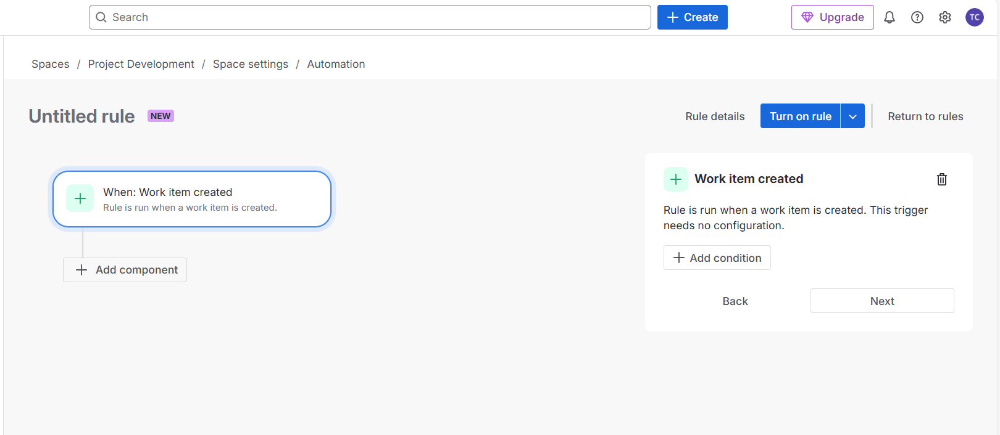 Search
Create
Upgrade
TC
Spaces / Project Development / Space settings / Automation
Untitled rule NEW
Rule details
Turn on rule
Return to rules
When: Work item created
Rule is run when a work item is created.
Add component
Work item created
Rule is run when a work item is created. This trigger
needs no configuration.
Add condition
Back
Next